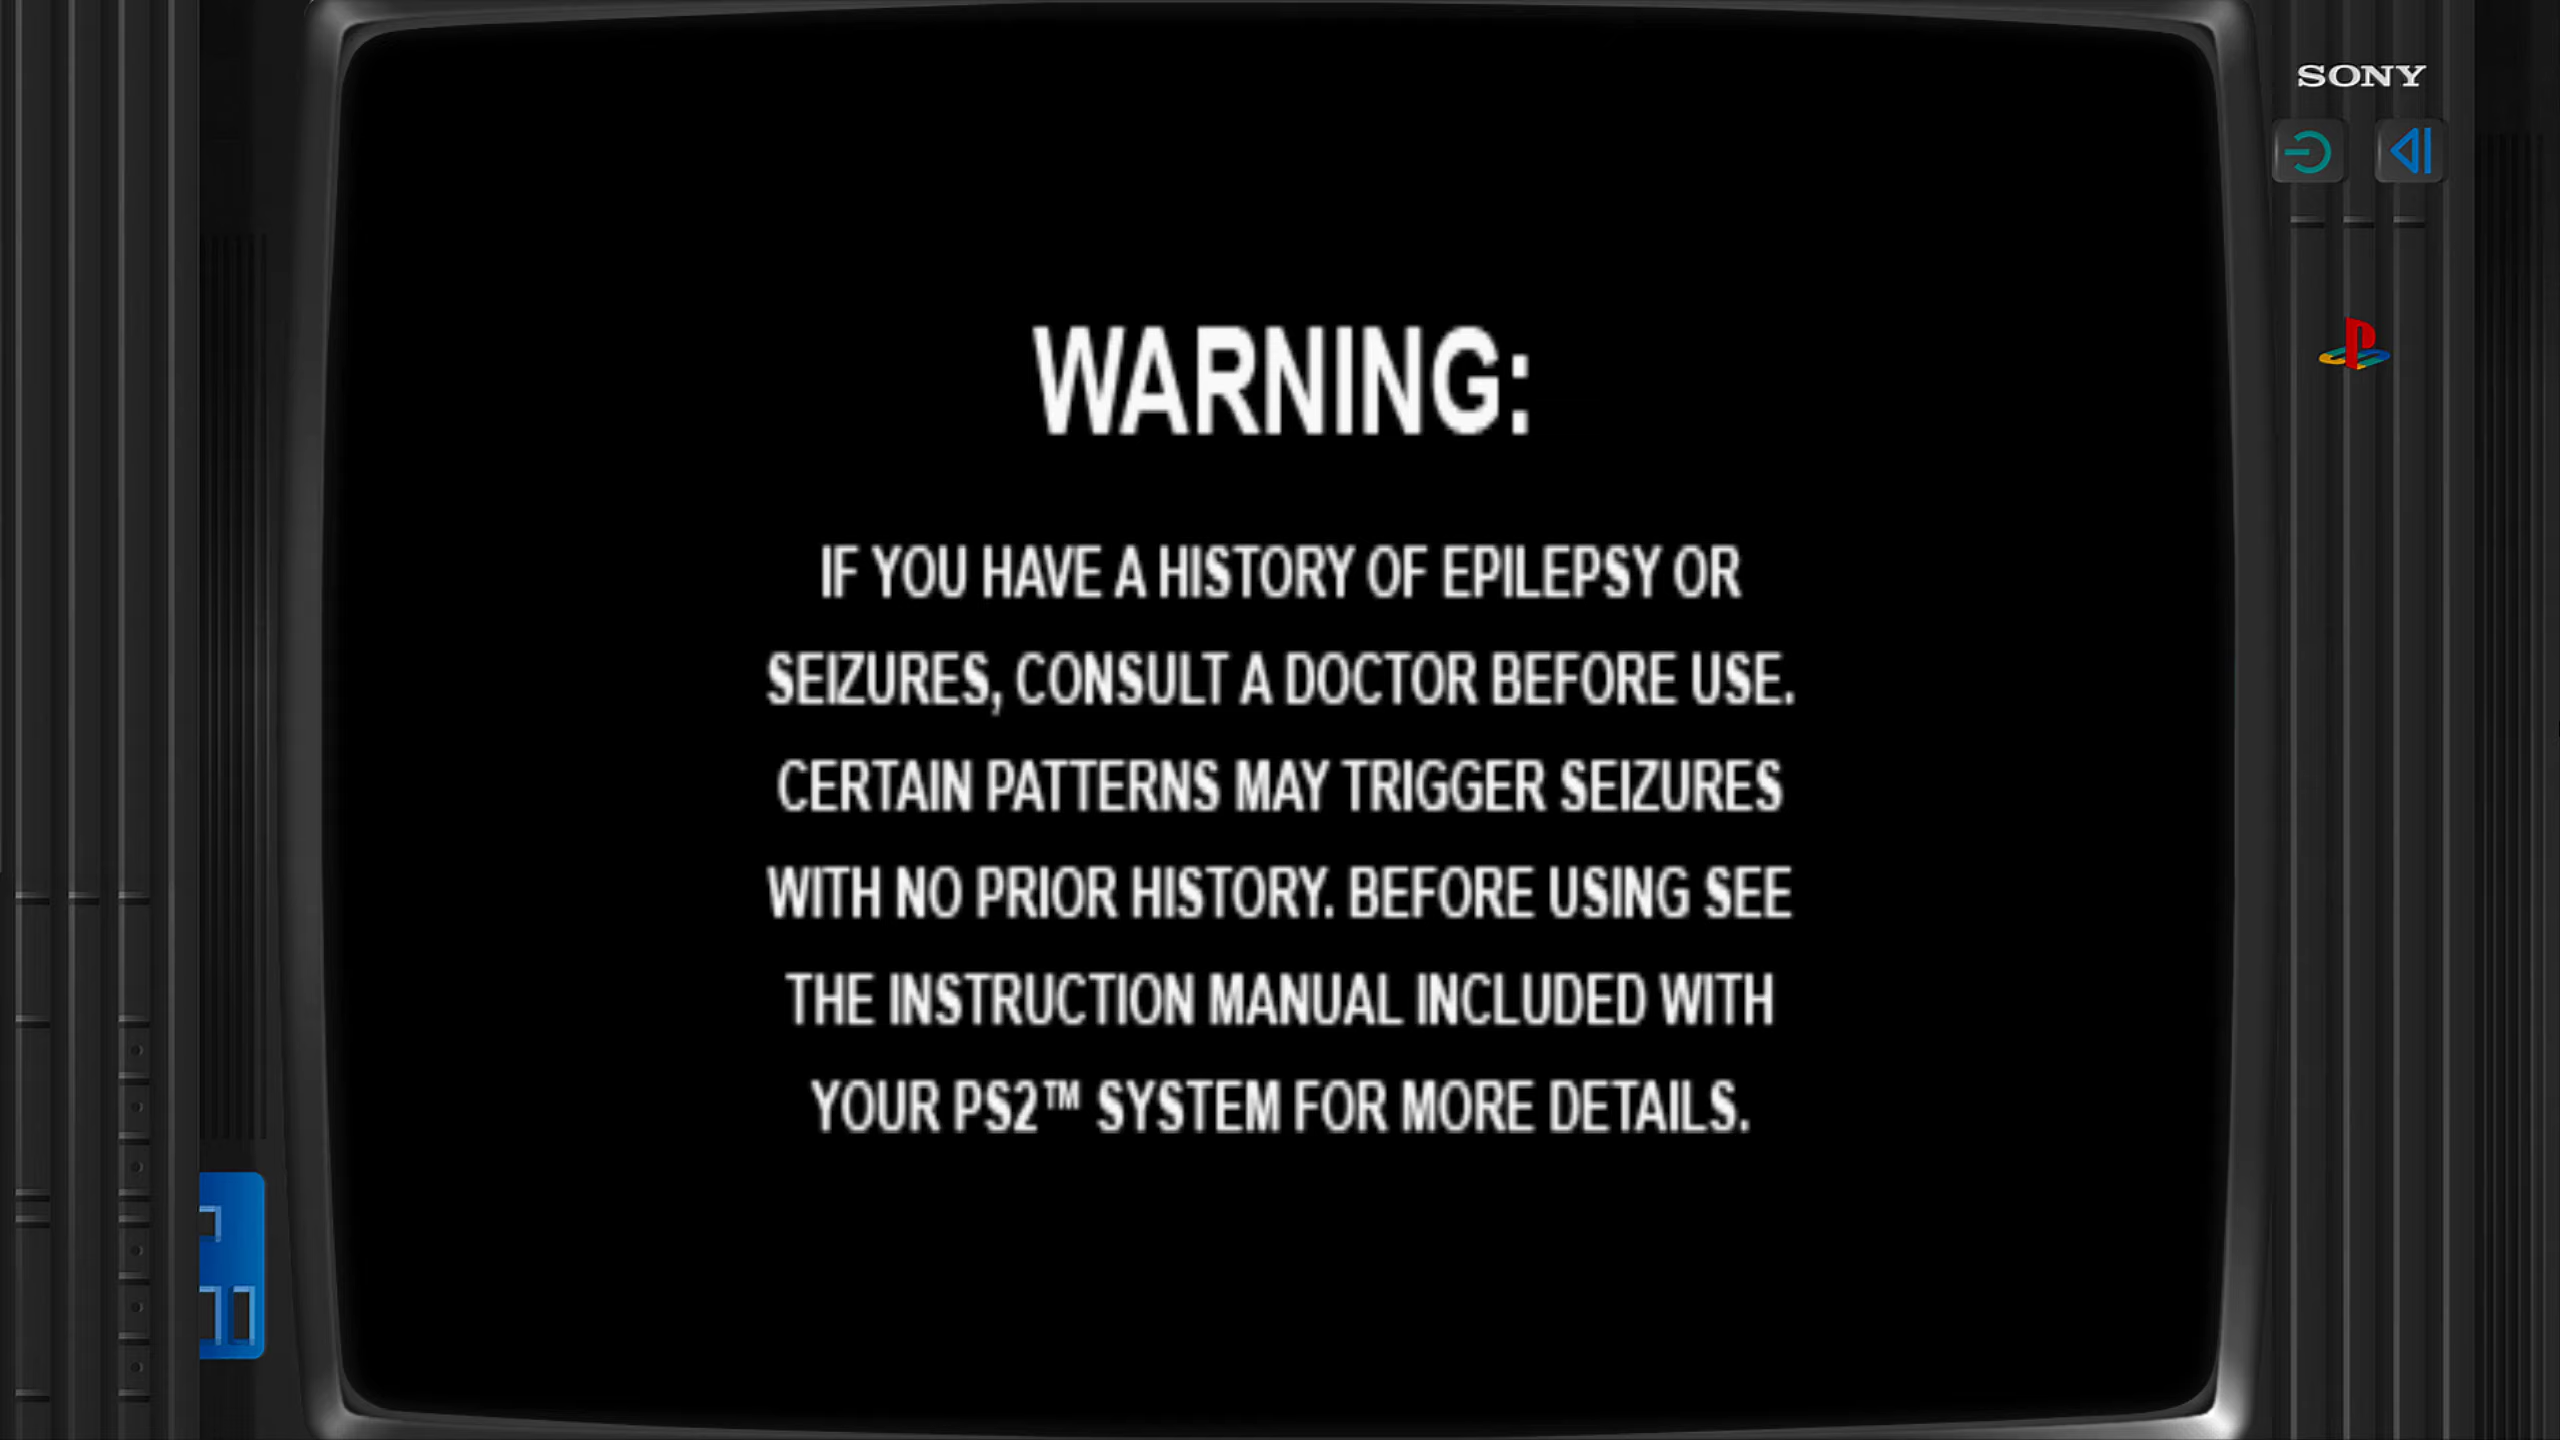 SONY
WARNING:
IF YOU HAVE A HISTORY OF EPILEPSY OR
SEIZURES, CONSULT A DOCTOR BEFORE USE.
CERTAIN PATTERNS MAY TRIGGER SEIZURES
WITH NO PRIOR HISTORY. BEFORE USING SEE
THE INSTRUCTION MANUAL INCLUDED WITH
YOUR PS2™ SYSTEM FOR MORE DETAILS.